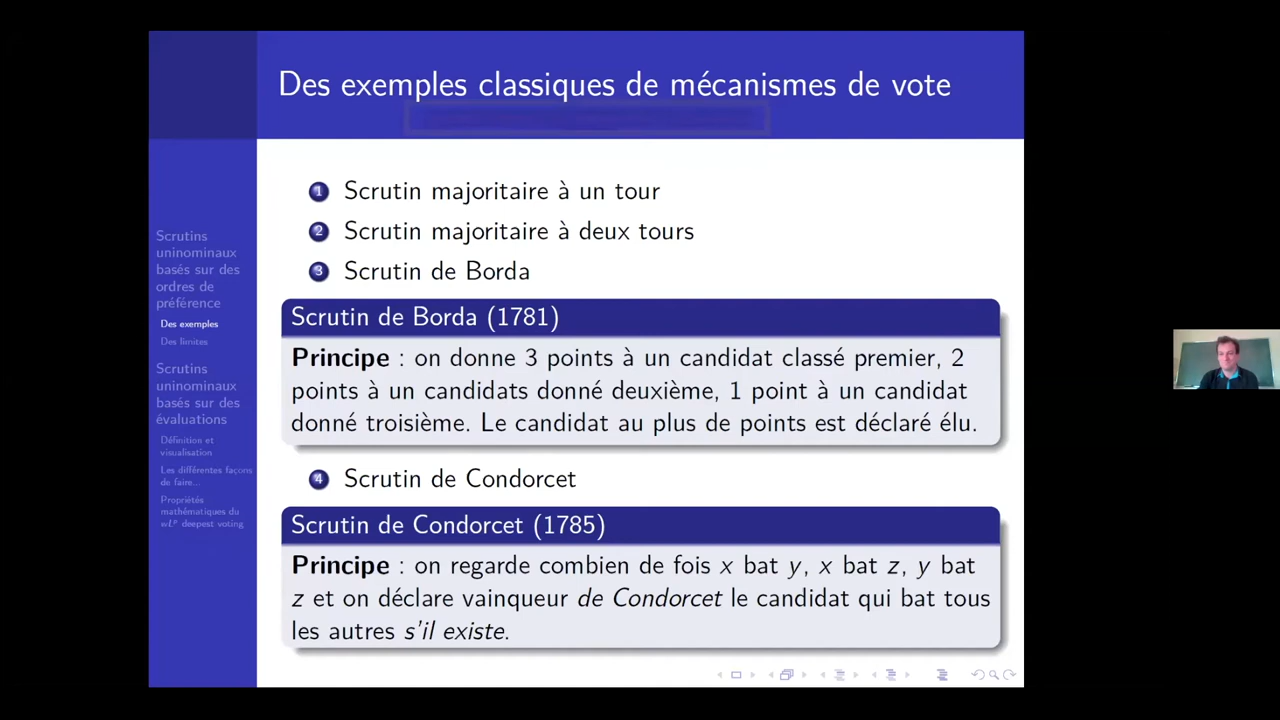 Des exemples classiques de mécanismes de vote
Scrutins
uninominaux
basés sur des
ordres de
préférence
Des exemples
Des limites
Scrutins
uninominaux
basés sur des
évaluations
Définition et
visualisation
Les différentes façons
de faire...
Propriétés
mathématiques du
wLᵖ deepest voting
1 Scrutin majoritaire à un tour
2 Scrutin majoritaire à deux tours
3 Scrutin de Borda
Scrutin de Borda (1781)
Principe : on donne 3 points à un candidat classé premier, 2
points à un candidats donné deuxième, 1 point à un candidat
donné troisième. Le candidat au plus de points est déclaré élu.
4 Scrutin de Condorcet
Scrutin de Condorcet (1785)
Principe : on regarde combien de fois x bat y, x bat z, y bat
z et on déclare vainqueur de Condorcet le candidat qui bat tous
les autres s'il existe.